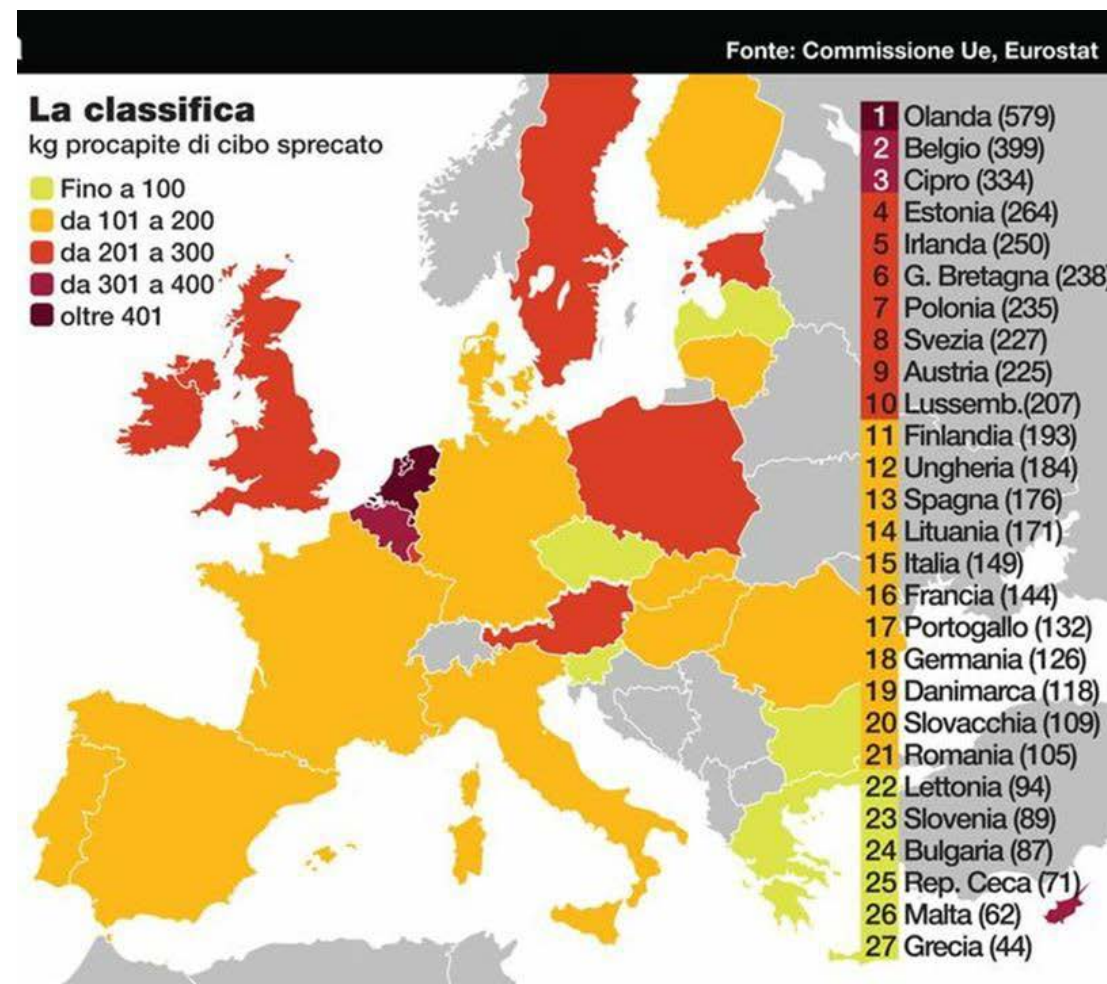 Fonte: Commissione Ue, Eurostat
La classifica
kg procapite di cibo sprecato
Fino a 100
da 101 a 200
da 201 a 300
da 301 a 400
oltre 401
1 Olanda (579)
2 Belgio (399)
3 Cipro (334)
4 Estonia (264)
5 Irlanda (250)
6 G. Bretagna (238)
7 Polonia (235)
8 Svezia (227)
9 Austria (225)
10 Lussemb.(207)
11 Finlandia (193)
12 Ungheria (184)
13 Spagna (176)
14 Lituania (171)
15 Italia (149)
16 Francia (144)
17 Portogallo (132)
18 Germania (126)
19 Danimarca (118)
20 Slovacchia (109)
21 Romania (105)
22 Lettonia (94)
23 Slovenia (89)
24 Bulgaria (87)
25 Rep. Ceca (71)
26 Malta (62)
27 Grecia (44)